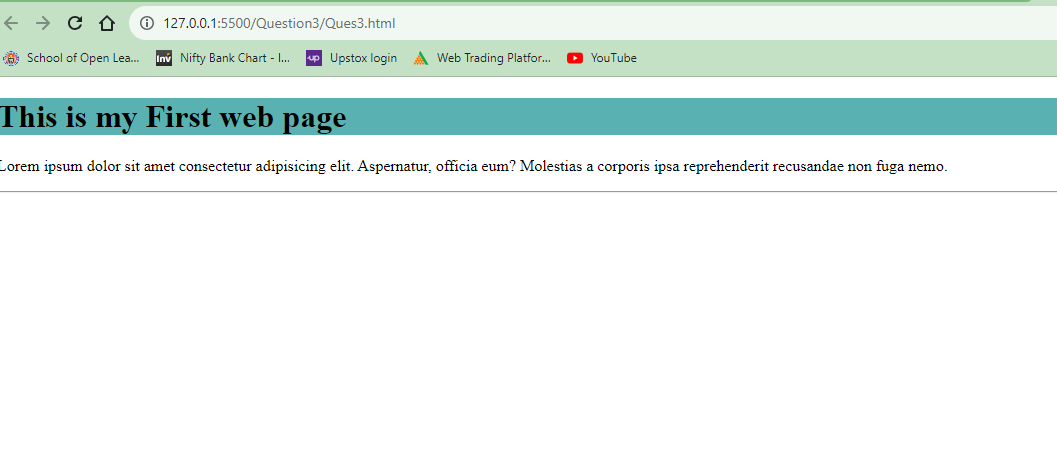 127.0.0.1:5500/Question3/Ques3.html
School of Open Lea... Nifty Bank Chart - I... Upstox login Web Trading Platfor... YouTube
This is my First web page
Lorem ipsum dolor sit amet consectetur adipisicing elit. Aspernatur, officia eum? Molestias a corporis ipsa reprehenderit recusandae non fuga nemo.